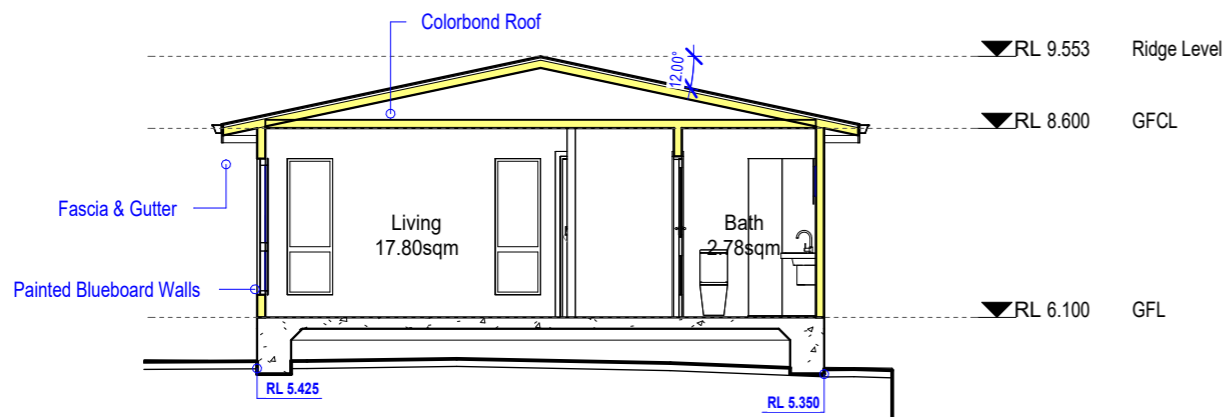 Colorbond Roof
RL 9.553 Ridge Level
12.00°
RL 8.600 GFCL
Fascia & Gutter
Living
17.80sqm
Bath
2.78sqm
Painted Blueboard Walls
RL 6.100 GFL
RL 5.425
RL 5.350